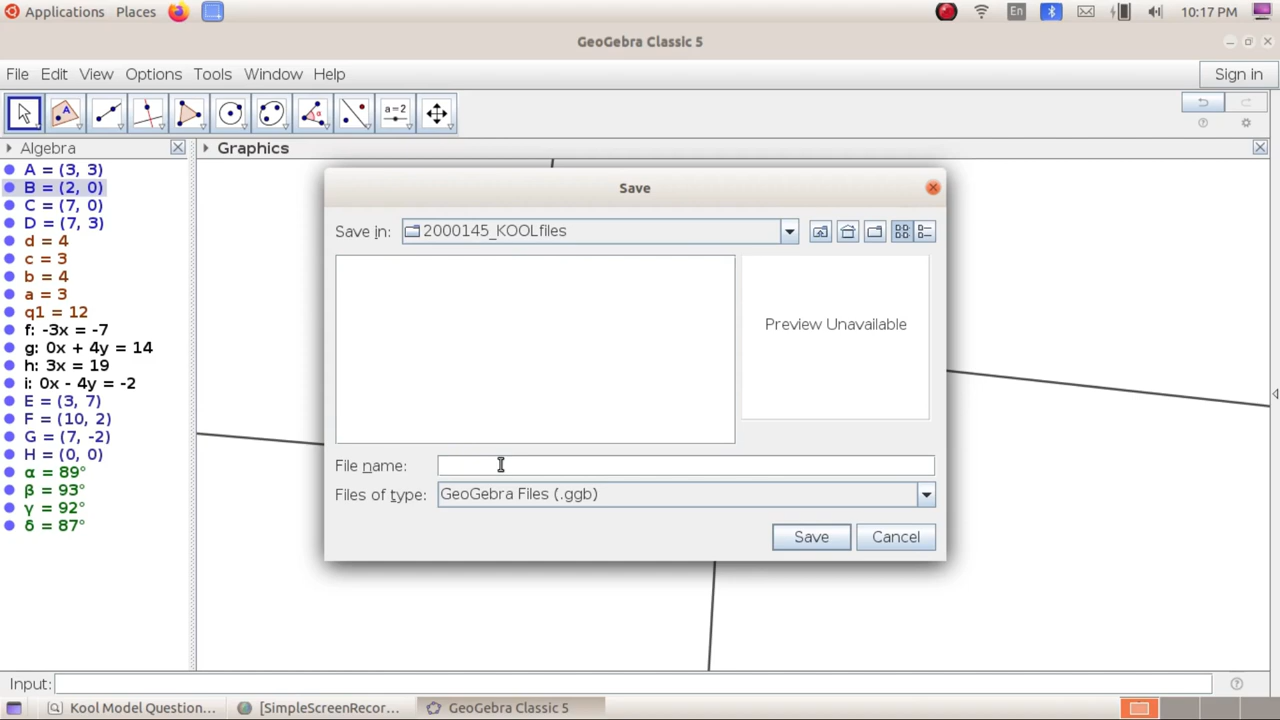 Applications Places En 10:17 PM
GeoGebra Classic 5
File Edit View Options Tools Window Help Sign in
A α a=2
Algebra Graphics
A = (3, 3)
B = (2, 0)
C = (7, 0)
D = (7, 3)
d = 4
c = 3
b = 4
a = 3
q1 = 12
f: -3x = -7
g: 0x + 4y = 14
h: 3x = 19
i: 0x - 4y = -2
E = (3, 7)
F = (10, 2)
G = (7, -2)
H = (0, 0)
α = 89°
β = 93°
γ = 92°
δ = 87°
Save
Save in: 2000145_KOOLfiles
Preview Unavailable
File name:
Files of type: GeoGebra Files (.ggb)
Save Cancel
Input:
Kool Model Question... [SimpleScreenRecor... GeoGebra Classic 5